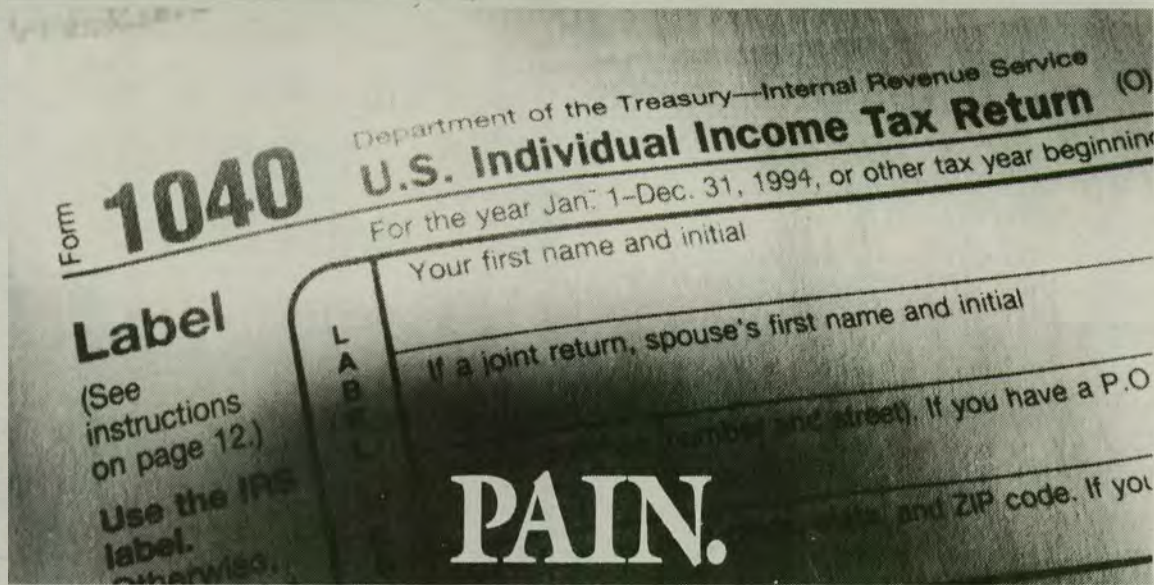 Department of the Treasury—Internal Revenue Service
Form 1040 U.S. Individual Income Tax Return (O)
For the year Jan. 1–Dec. 31, 1994, or other tax year beginning
Label
(See
instructions
on page 12.)
Use the IRS
label.
Otherwise,
L
A
B
E
L
Your first name and initial
If a joint return, spouse's first name and initial
number and street). If you have a P.O
and ZIP code. If you
PAIN.